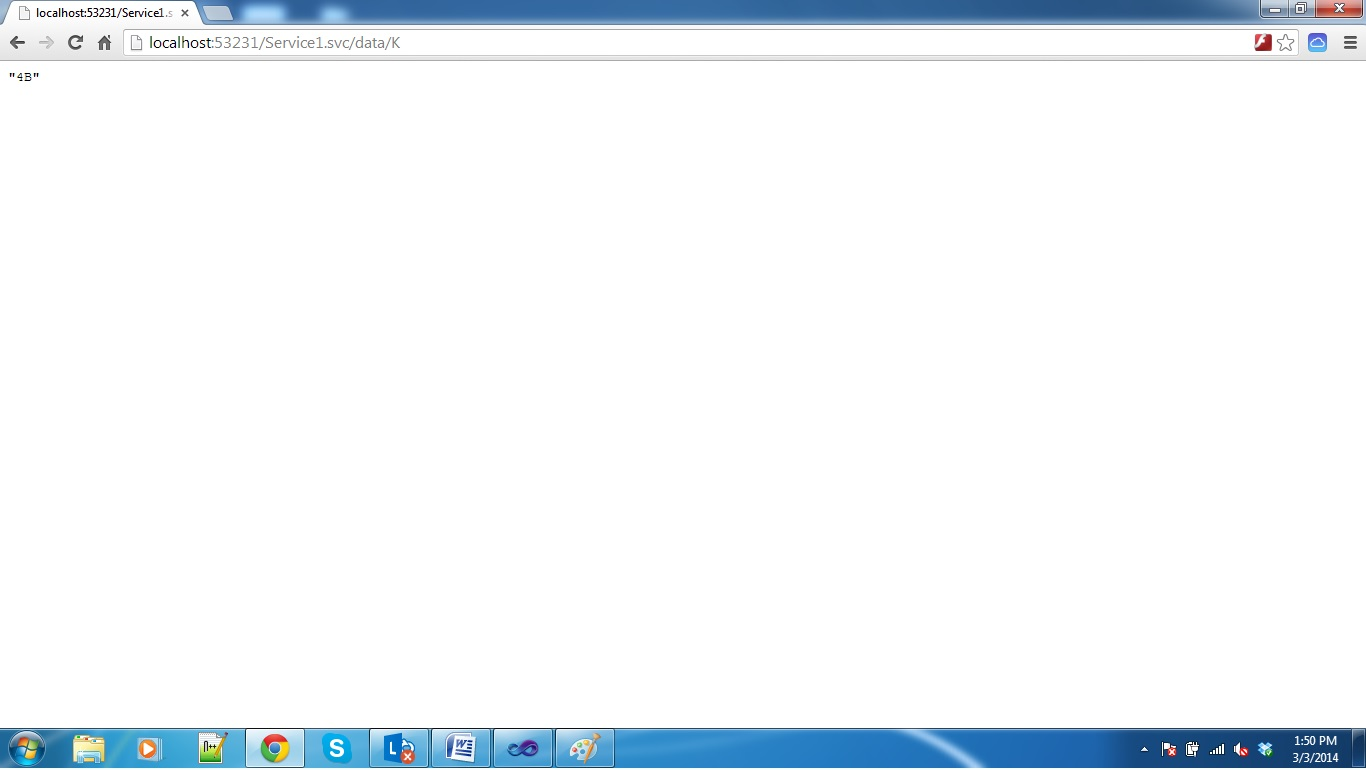 localhost:53231/Service1.s
localhost:53231/Service1.svc/data/K
"4B"
1:50 PM
3/3/2014